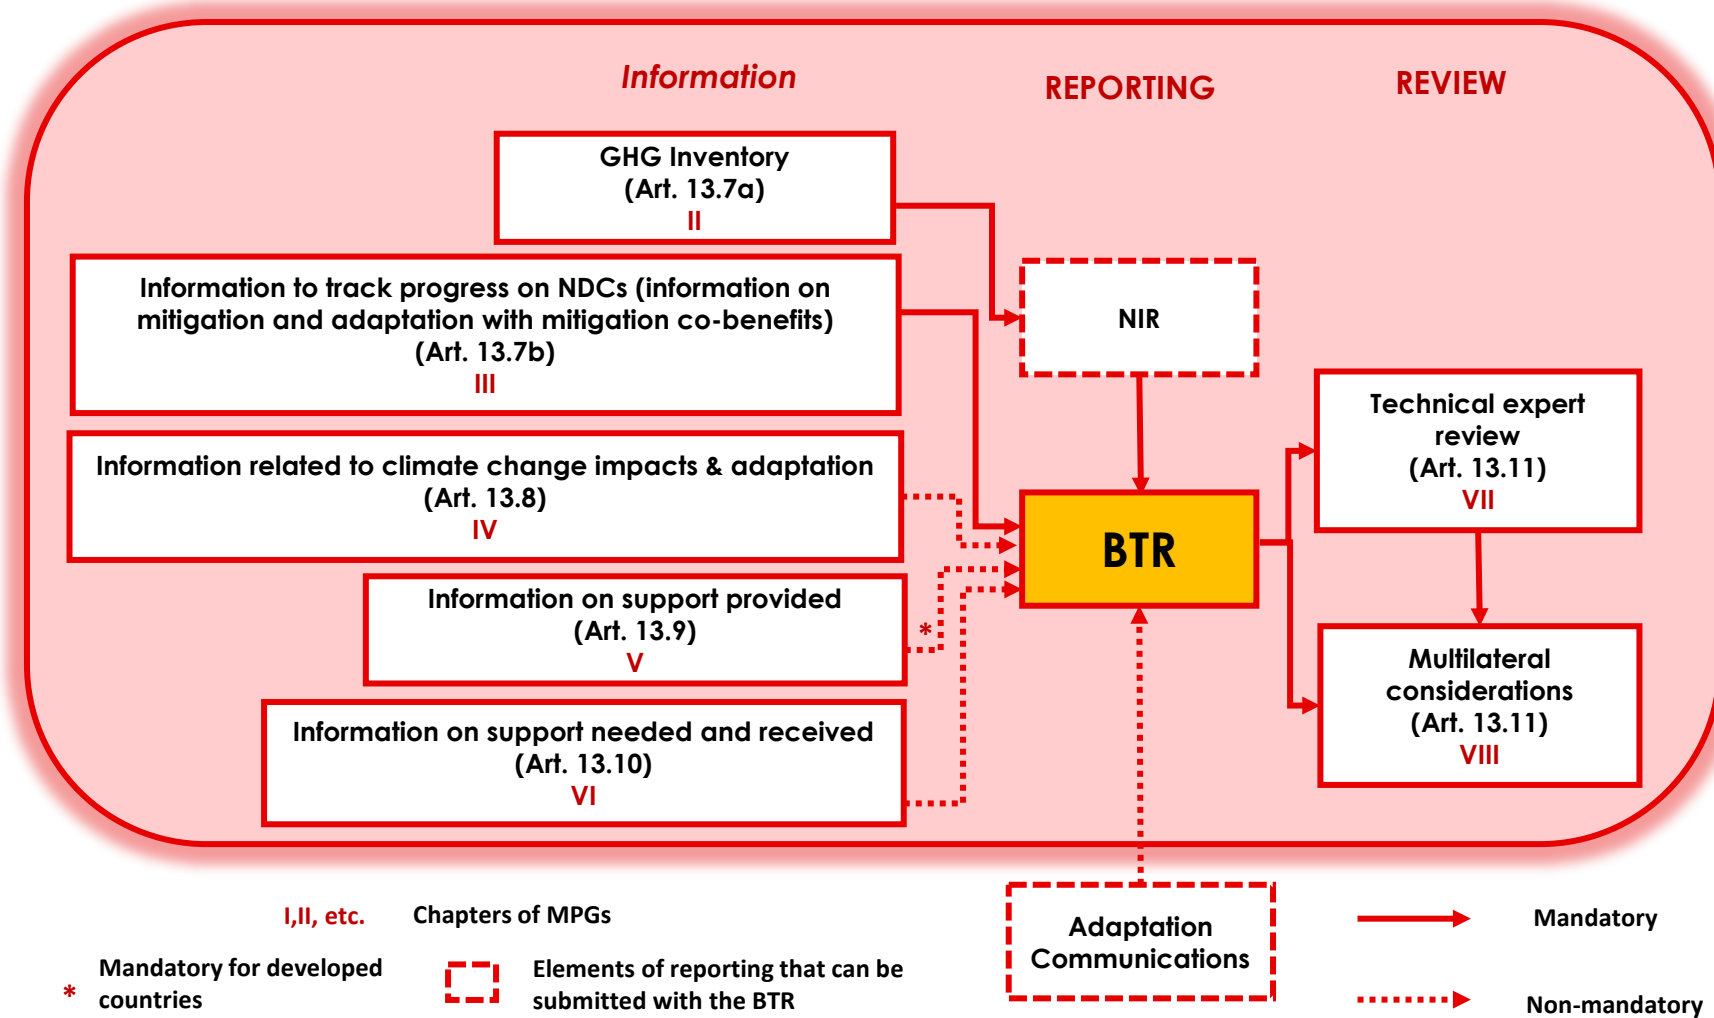 Information
REPORTING
REVIEW
GHG Inventory
(Art. 13.7a)
II
Information to track progress on NDCs (information on
mitigation and adaptation with mitigation co-benefits)
(Art. 13.7b)
III
Information related to climate change impacts & adaptation
(Art. 13.8)
IV
Information on support provided
(Art. 13.9)
V
*
Information on support needed and received
(Art. 13.10)
VI
NIR
BTR
Technical expert
review
(Art. 13.11)
VII
Multilateral
considerations
(Art. 13.11)
VIII
Adaptation
Communications
I,II, etc.
Chapters of MPGs
*
Mandatory for developed
countries
Elements of reporting that can be
submitted with the BTR
Mandatory
Non-mandatory